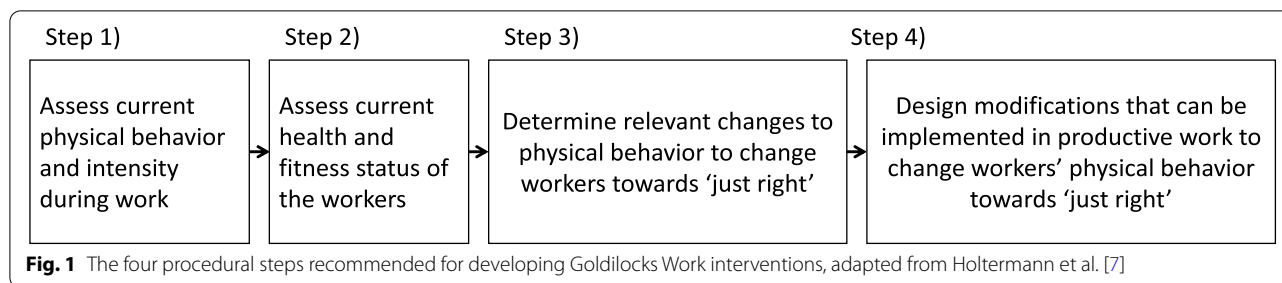 Step 1)
Assess current
physical behavior
and intensity
during work
Step 2)
Assess current
health and
fitness status of
the workers
Step 3)
Determine relevant changes to
physical behavior to change
workers towards ‘just right’
Step 4)
Design modifications that can be
implemented in productive work to
change workers’ physical behavior
towards ‘just right’
Fig. 1 The four procedural steps recommended for developing Goldilocks Work interventions, adapted from Holtermann et al. [7]